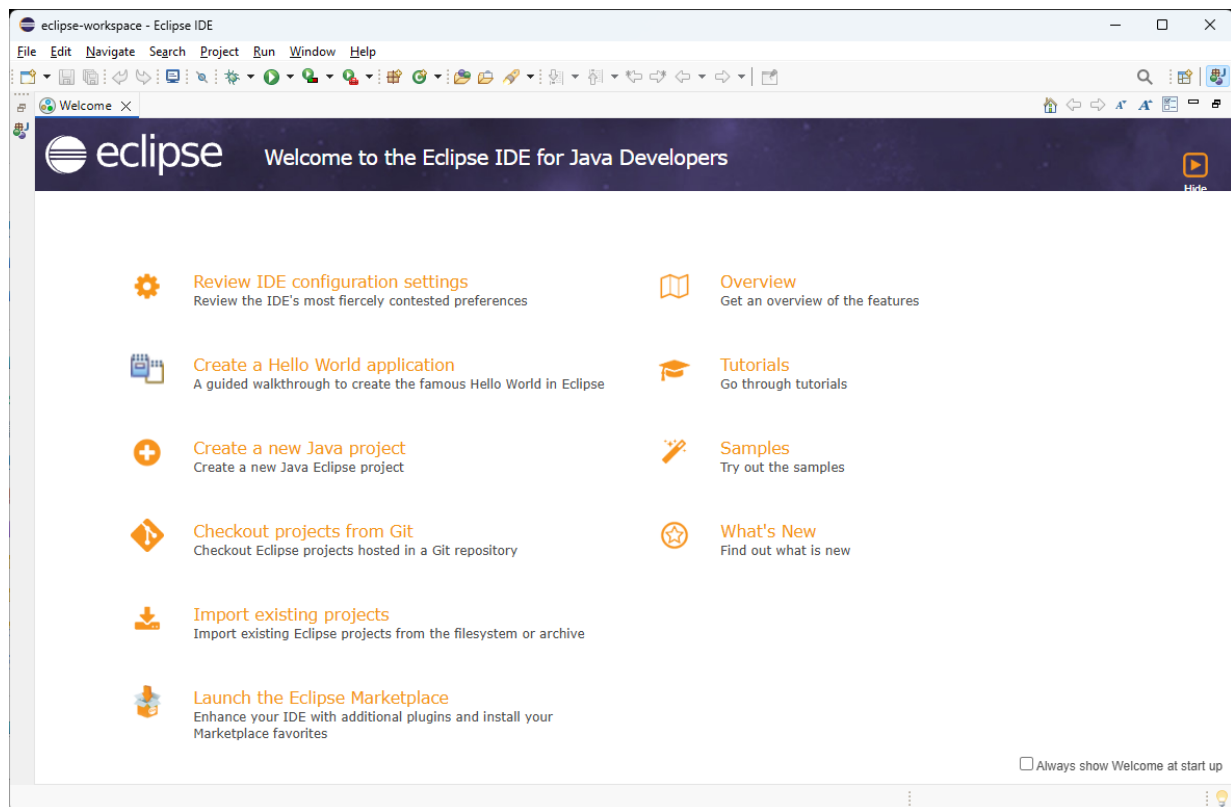 eclipse-workspace - Eclipse IDE
File Edit Navigate Search Project Run Window Help
Welcome
eclipse Welcome to the Eclipse IDE for Java Developers
Hide
Review IDE configuration settings
Review the IDE's most fiercely contested preferences
Overview
Get an overview of the features
Create a Hello World application
A guided walkthrough to create the famous Hello World in Eclipse
Tutorials
Go through tutorials
Create a new Java project
Create a new Java Eclipse project
Samples
Try out the samples
Checkout projects from Git
Checkout Eclipse projects hosted in a Git repository
What's New
Find out what is new
Import existing projects
Import existing Eclipse projects from the filesystem or archive
Launch the Eclipse Marketplace
Enhance your IDE with additional plugins and install your
Marketplace favorites
Always show Welcome at start up